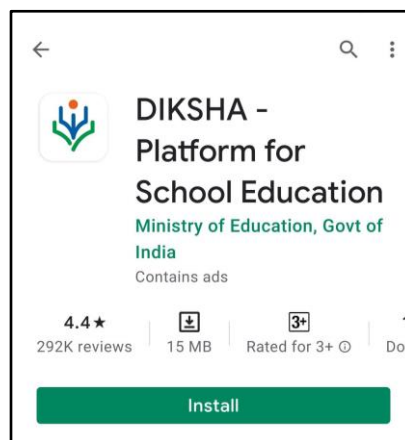 DIKSHA -
Platform for
School Education
Ministry of Education, Govt of
India
Contains ads
4.4★
292K reviews
15 MB
3+
Rated for 3+ ⓘ
Do
Install